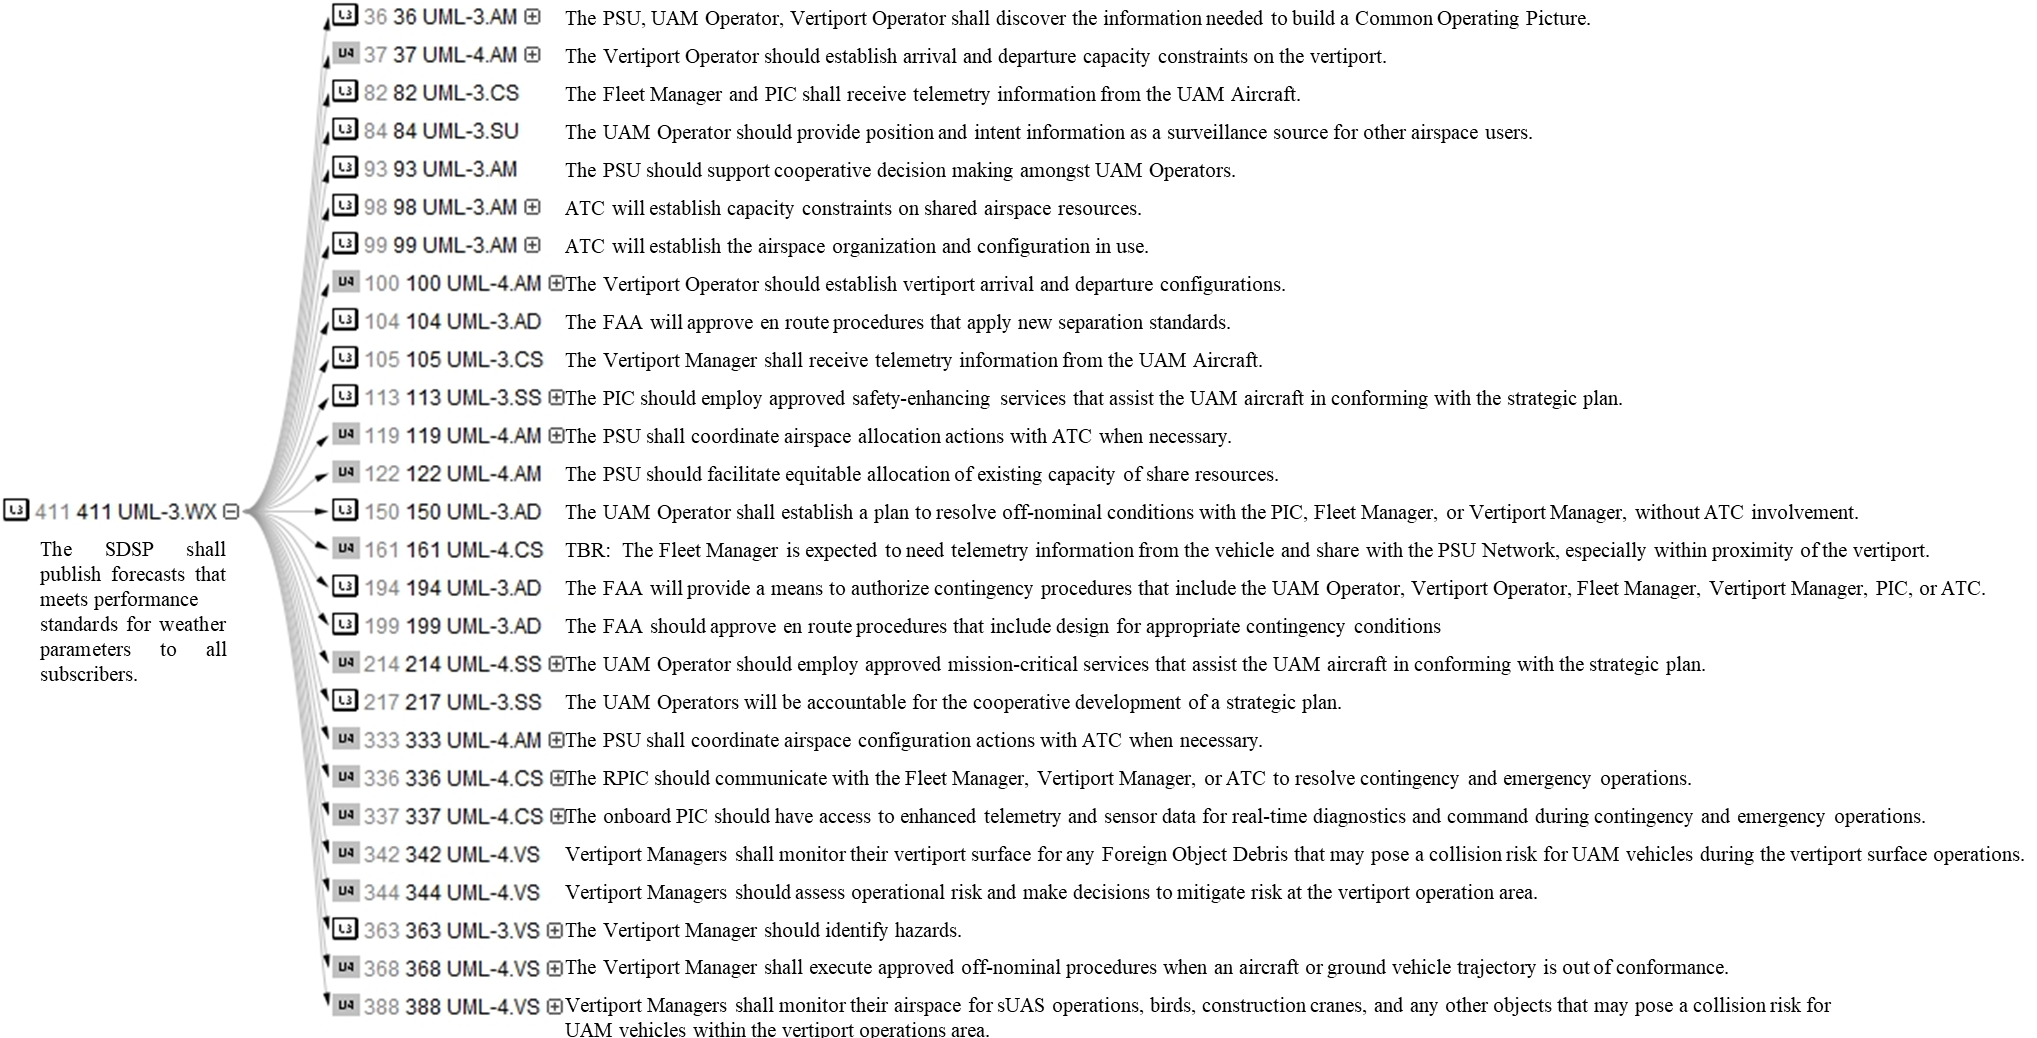 L3 36 36 UML-3.AM The PSU, UAM Operator, Vertiport Operator shall discover the information needed to build a Common Operating Picture.
U4 37 37 UML-4.AM The Vertiport Operator should establish arrival and departure capacity constraints on the vertiport.
L3 82 82 UML-3.CS The Fleet Manager and PIC shall receive telemetry information from the UAM Aircraft.
L3 84 84 UML-3.SU The UAM Operator should provide position and intent information as a surveillance source for other airspace users.
L3 93 93 UML-3.AM The PSU should support cooperative decision making amongst UAM Operators.
L3 98 98 UML-3.AM ATC will establish capacity constraints on shared airspace resources.
L3 99 99 UML-3.AM ATC will establish the airspace organization and configuration in use.
U4 100 100 UML-4.AM The Vertiport Operator should establish vertiport arrival and departure configurations.
L3 104 104 UML-3.AD The FAA will approve en route procedures that apply new separation standards.
L3 105 105 UML-3.CS The Vertiport Manager shall receive telemetry information from the UAM Aircraft.
L3 113 113 UML-3.SS The PIC should employ approved safety-enhancing services that assist the UAM aircraft in conforming with the strategic plan.
U4 119 119 UML-4.AM The PSU shall coordinate airspace allocation actions with ATC when necessary.
U4 122 122 UML-4.AM The PSU should facilitate equitable allocation of existing capacity of share resources.
L3 411 411 UML-3.WX
The SDSP shall
publish forecasts that
meets performance
standards for weather
parameters to all
subscribers.
L3 150 150 UML-3.AD The UAM Operator shall establish a plan to resolve off-nominal conditions with the PIC, Fleet Manager, or Vertiport Manager, without ATC involvement.
U4 161 161 UML-4.CS TBR: The Fleet Manager is expected to need telemetry information from the vehicle and share with the PSU Network, especially within proximity of the vertiport.
L3 194 194 UML-3.AD The FAA will provide a means to authorize contingency procedures that include the UAM Operator, Vertiport Operator, Fleet Manager, Vertiport Manager, PIC, or ATC.
L3 199 199 UML-3.AD The FAA should approve en route procedures that include design for appropriate contingency conditions
U4 214 214 UML-4.SS The UAM Operator should employ approved mission-critical services that assist the UAM aircraft in conforming with the strategic plan.
L3 217 217 UML-3.SS The UAM Operators will be accountable for the cooperative development of a strategic plan.
U4 333 333 UML-4.AM The PSU shall coordinate airspace configuration actions with ATC when necessary.
U4 336 336 UML-4.CS The RPIC should communicate with the Fleet Manager, Vertiport Manager, or ATC to resolve contingency and emergency operations.
U4 337 337 UML-4.CS The onboard PIC should have access to enhanced telemetry and sensor data for real-time diagnostics and command during contingency and emergency operations.
U4 342 342 UML-4.VS Vertiport Managers shall monitor their vertiport surface for any Foreign Object Debris that may pose a collision risk for UAM vehicles during the vertiport surface operations.
U4 344 344 UML-4.VS Vertiport Managers should assess operational risk and make decisions to mitigate risk at the vertiport operation area.
L3 363 363 UML-3.VS The Vertiport Manager should identify hazards.
U4 368 368 UML-4.VS The Vertiport Manager shall execute approved off-nominal procedures when an aircraft or ground vehicle trajectory is out of conformance.
U4 388 388 UML-4.VS Vertiport Managers shall monitor their airspace for sUAS operations, birds, construction cranes, and any other objects that may pose a collision risk for
UAM vehicles within the vertiport operations area.